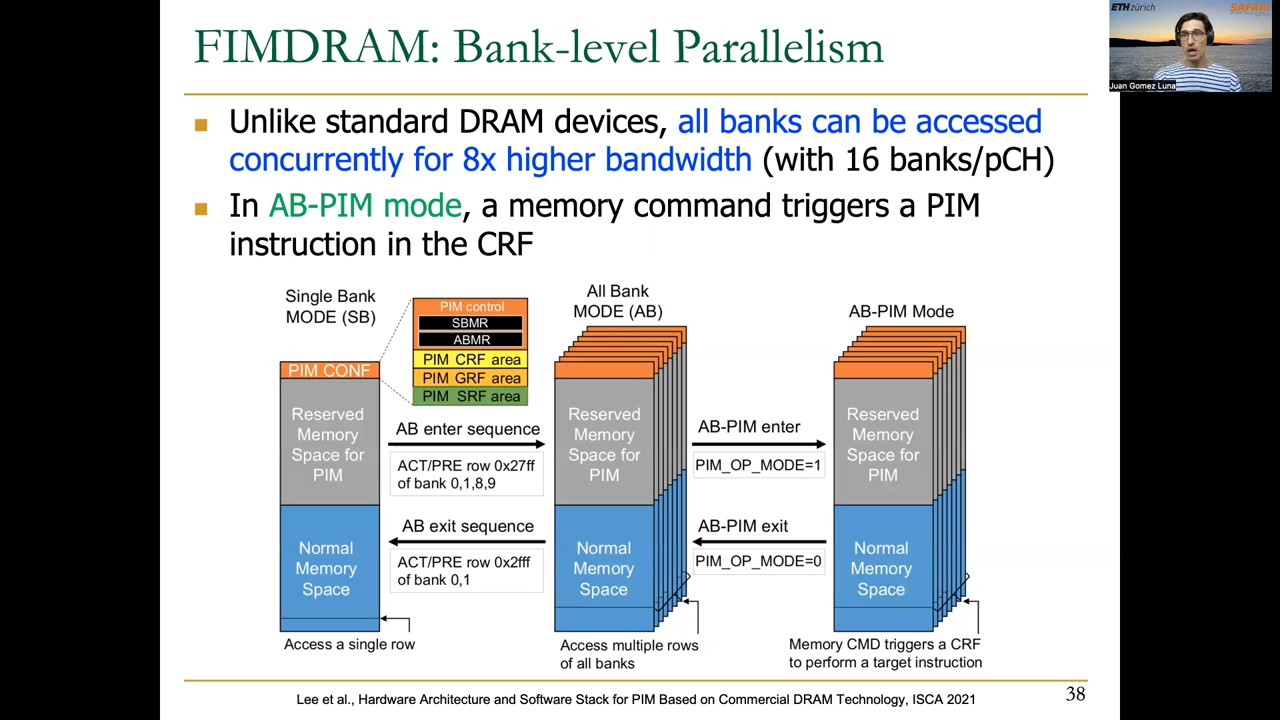 FIMDRAM: Bank-level Parallelism
ETH zürich
SAFARI
Juan Gomez Luna
Unlike standard DRAM devices, all banks can be accessed
concurrently for 8x higher bandwidth (with 16 banks/pCH)
In AB-PIM mode, a memory command triggers a PIM
instruction in the CRF
Single Bank
MODE (SB)
PIM control
SBMR
ABMR
PIM CRF area
PIM GRF area
PIM SRF area
PIM CONF
Reserved
Memory
Space for
PIM
Normal
Memory
Space
Access a single row
AB enter sequence
ACT/PRE row 0x27ff
of bank 0,1,8,9
AB exit sequence
ACT/PRE row 0x2fff
of bank 0,1
All Bank
MODE (AB)
Reserved
Memory
Space for
PIM
Normal
Memory
Space
Access multiple rows
of all banks
AB-PIM enter
PIM_OP_MODE=1
AB-PIM exit
PIM_OP_MODE=0
AB-PIM Mode
Reserved
Memory
Space for
PIM
Normal
Memory
Space
Memory CMD triggers a CRF
to perform a target instruction
Lee et al., Hardware Architecture and Software Stack for PIM Based on Commercial DRAM Technology, ISCA 2021
38